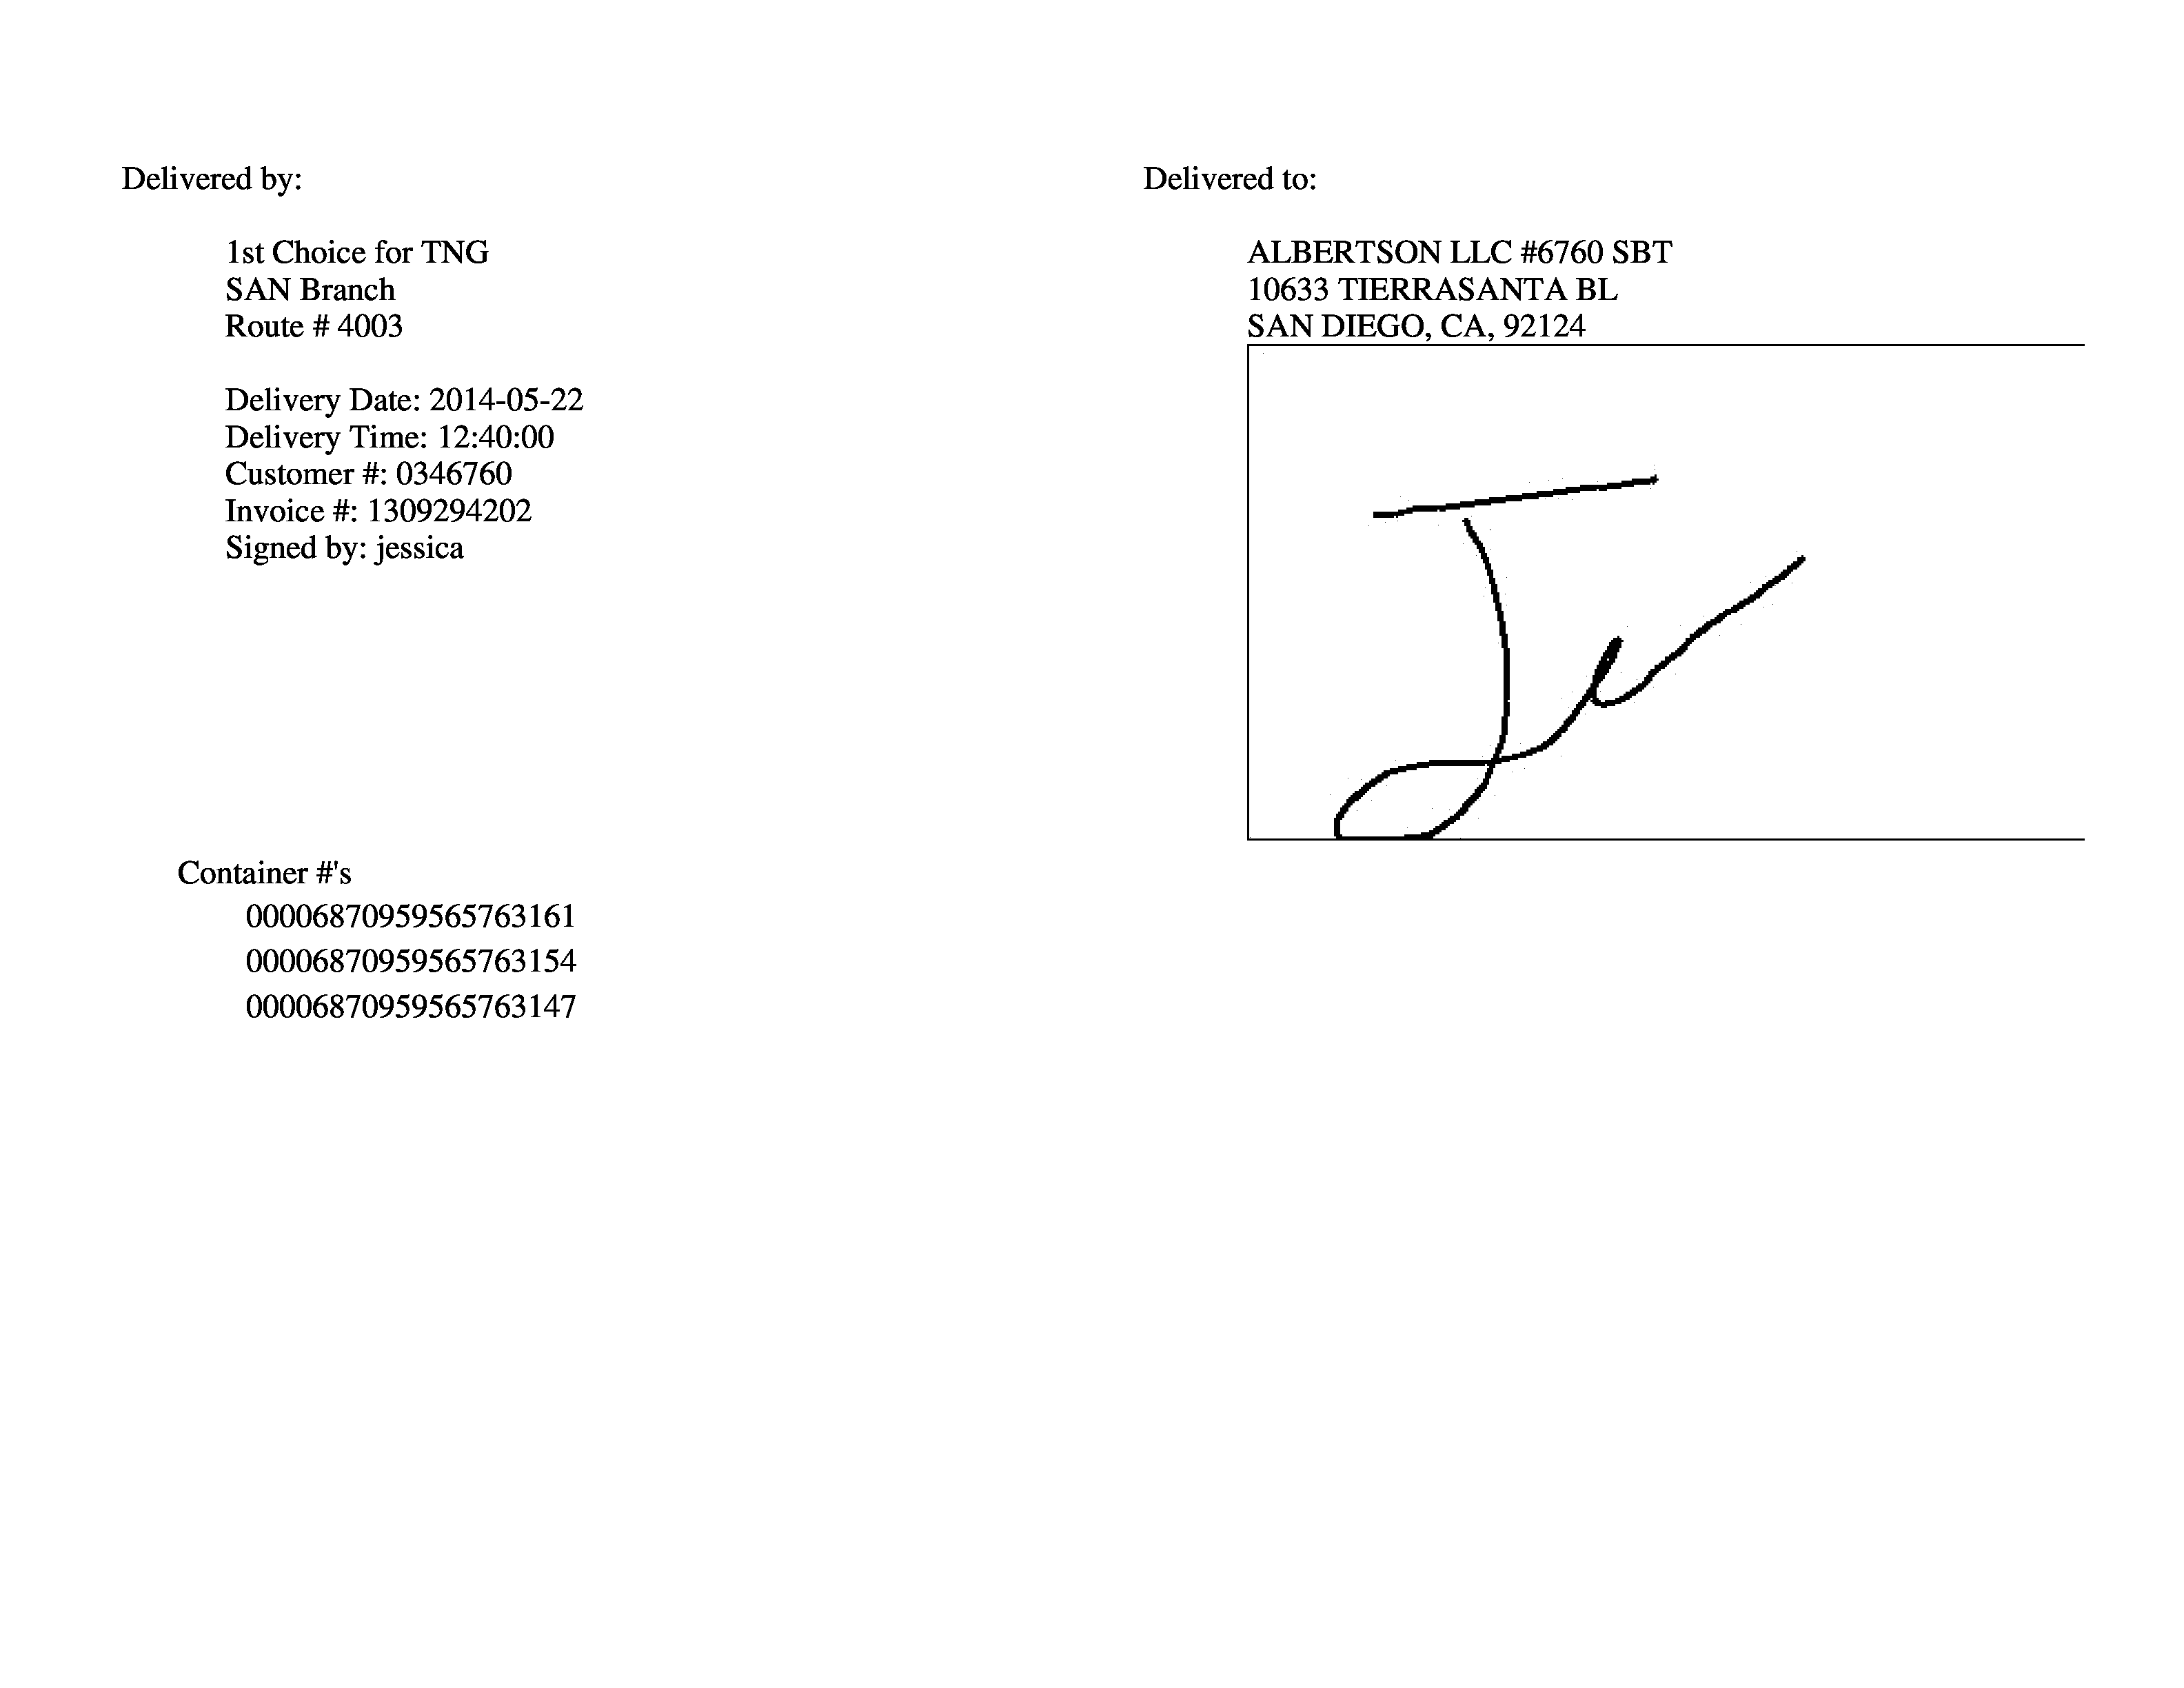 Delivered by:
1st Choice for TNG
SAN Branch
Route # 4003
Delivery Date: 2014-05-22
Delivery Time: 12:40:00
Customer #: 0346760
Invoice #: 1309294202
Signed by: jessica
Delivered to:
ALBERTSON LLC #6760 SBT
10633 TIERRASANTA BL
SAN DIEGO, CA, 92124
Container #'s
00006870959565763161
00006870959565763154
00006870959565763147